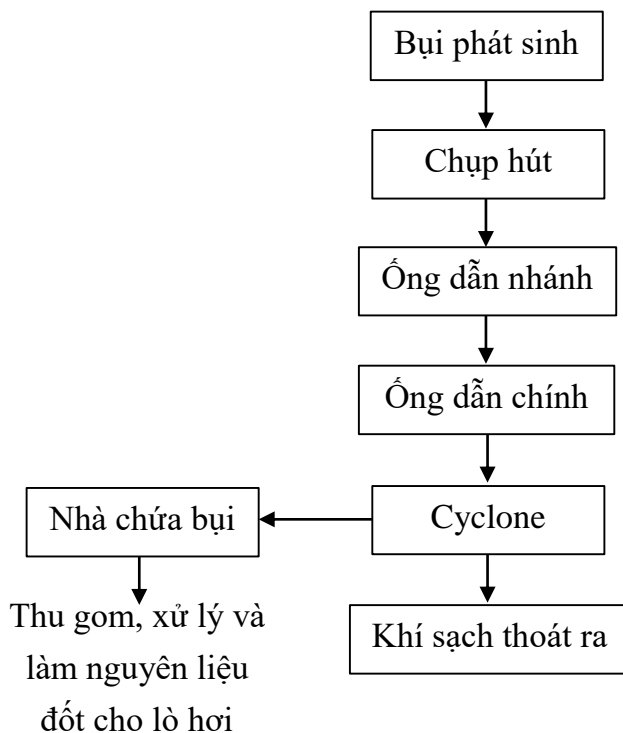 Bụi phát sinh
Chụp hút
Ống dẫn nhánh
Ống dẫn chính
Cyclone
Nhà chứa bụi
Khí sạch thoát ra
Thu gom, xử lý và
làm nguyên liệu
đốt cho lò hơi